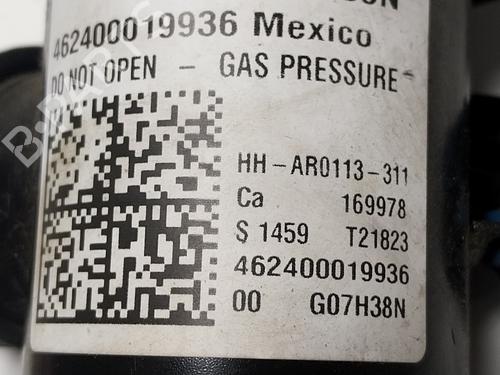 462400019936 Mexico
DO NOT OPEN - GAS PRESSURE
HH-AR0113-311
Ca 169978
S 1459 T21823
462400019936
00 G07H38N